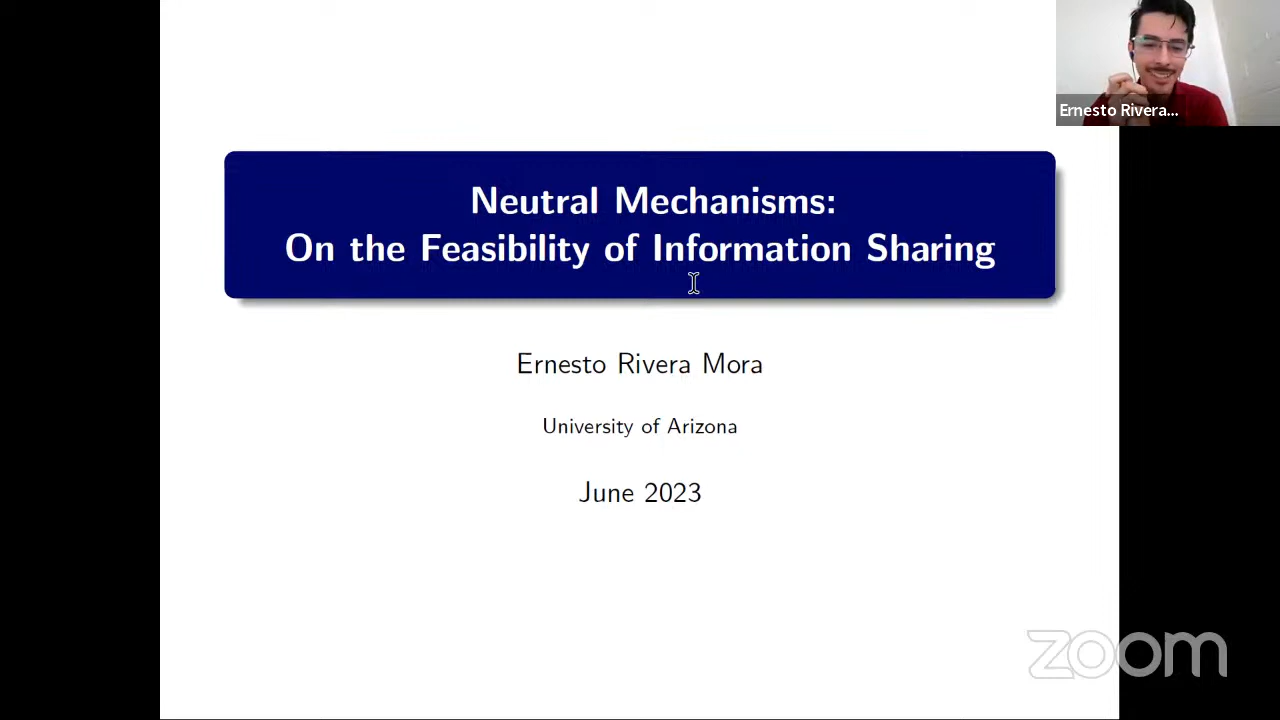 Ernesto Rivera...
Neutral Mechanisms:
On the Feasibility of Information Sharing
Ernesto Rivera Mora
University of Arizona
June 2023
zoom